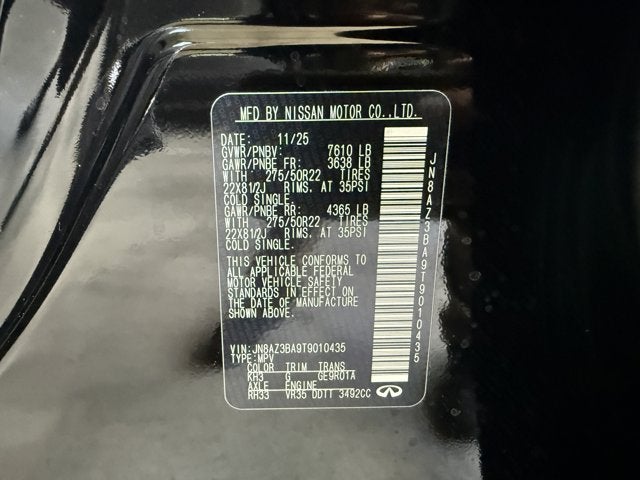 MFD BY NISSAN MOTOR CO.,LTD.
DATE: 11/25
GVWR/PNBV: 7610 LB
GAWR/PNBE FR: 3638 LB
WITH 275/50R22 TIRES
22X81/2J RIMS, AT 35PSI
COLD SINGLE.
GAWR/PNBE RR: 4365 LB
WITH 275/50R22 TIRES
22X81/2J RIMS, AT 35PSI
COLD SINGLE.
THIS VEHICLE CONFORMS TO
ALL APPLICABLE FEDERAL
MOTOR VEHICLE SAFETY
STANDARDS IN EFFECT ON
THE DATE OF MANUFACTURE
SHOWN ABOVE.
VIN: JN8AZ3BA9T9010435
TYPE: MPV
COLOR TRIM TRANS
KH3 G GE9R01A
AXLE ENGINE
RH33 VR35 DDTT 3492CC
JN8AZ3BA9T9010435